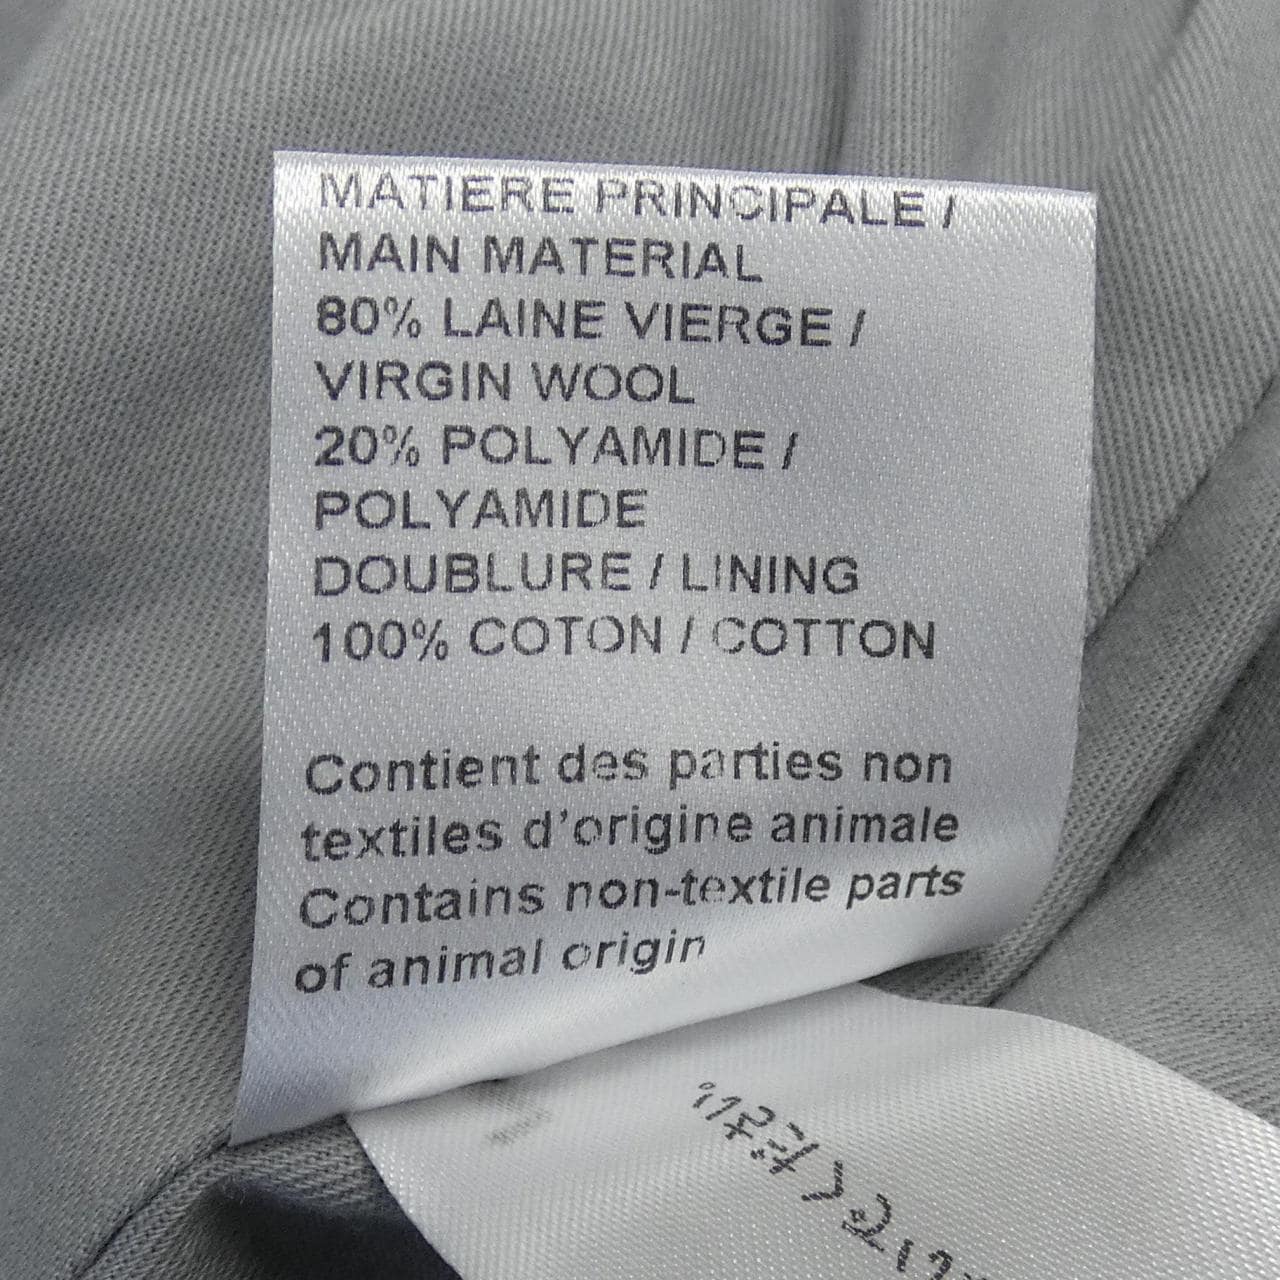 MATIERE PRINCIPALE /
MAIN MATERIAL
80% LAINE VIERGE /
VIRGIN WOOL
20% POLYAMIDE /
POLYAMIDE
DOUBLURE / LINING
100% COTON / COTTON
Contient des parties non
textiles d'origine animale
Contains non-textile parts
of animal origin